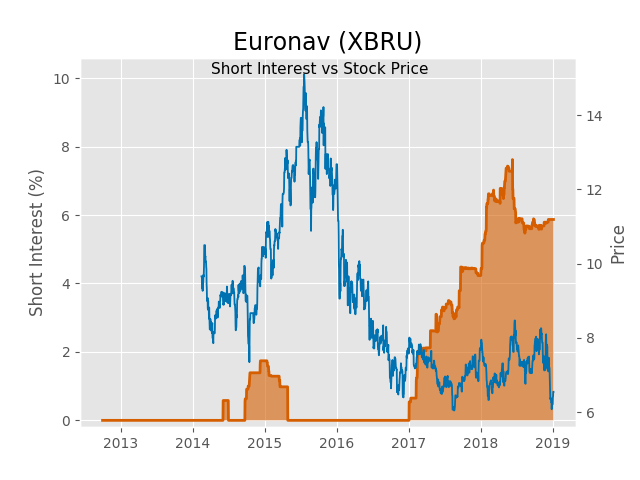 Euronav (XBRU)
Short Interest vs Stock Price
Short Interest (%)
10
8
6
4
2
0
14
12
10
8
6
Price
2013 2014 2015 2016 2017 2018 2019